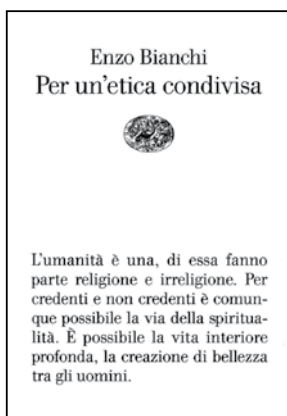 Enzo Bianchi
Per un'etica condivisa
L'umanità è una, di essa fanno
parte religione e irreligione. Per
credenti e non credenti è comun-
que possibile la via della spiritua-
lità. È possibile la vita interiore
profonda, la creazione di bellezza
tra gli uomini.